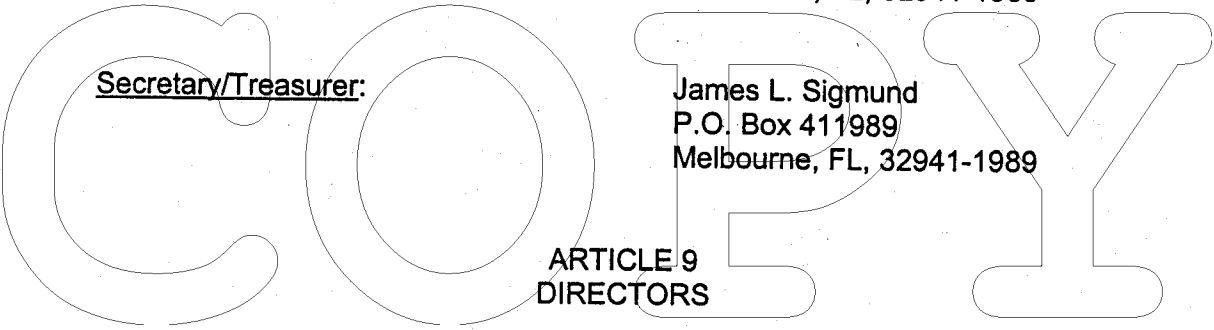 Secretary/Treasurer: James L. Sigmund
P.O. Box 411989
Melbourne, FL, 32941-1989
ARTICLE 9
DIRECTORS
COPY